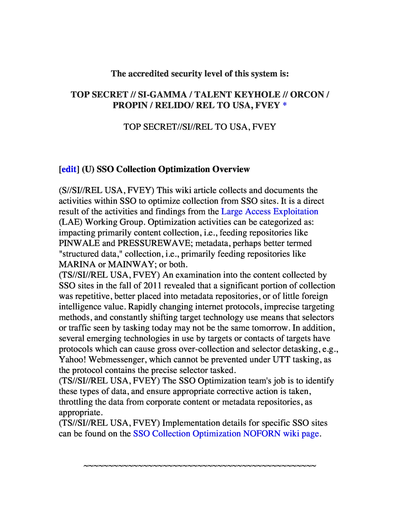 The accredited security level of this system is:
TOP SECRET // SI-GAMMA / TALENT KEYHOLE // ORCON /
PROPIN / RELIDO/ REL TO USA, FVEY *
TOP SECRET//SI//REL TO USA, FVEY
[edit] (U) SSO Collection Optimization Overview
(S//SI//REL USA, FVEY) This wiki article collects and documents the
activities within SSO to optimize collection from SSO sites. It is a direct
result of the activities and findings from the Large Access Exploitation
(LAE) Working Group. Optimization activities can be categorized as:
impacting primarily content collection, i.e., feeding repositories like
PINWALE and PRESSUREWAVE; metadata, perhaps better termed
"structured data," collection, i.e., primarily feeding repositories like
MARINA or MAINWAY; or both.
(TS//SI//REL USA, FVEY) An examination into the content collected by
SSO sites in the fall of 2011 revealed that a significant portion of collection
was repetitive, better placed into metadata repositories, or of little foreign
intelligence value. Rapidly changing internet protocols, imprecise targeting
methods, and constantly shifting target technology use means that selectors
or traffic seen by tasking today may not be the same tomorrow. In addition,
several emerging technologies in use by targets or contacts of targets have
protocols which can cause gross over-collection and selector detasking, e.g.,
Yahoo! Webmessenger, which cannot be prevented under UTT tasking, as
the protocol contains the precise selector tasked.
(TS//SI//REL USA, FVEY) The SSO Optimization team's job is to identify
these types of data, and ensure appropriate corrective action is taken,
throttling the data from corporate content or metadata repositories, as
appropriate.
(TS//SI//REL USA, FVEY) Implementation details for specific SSO sites
can be found on the SSO Collection Optimization NOFORN wiki page.
~~~~~~~~~~~~~~~~~~~~~~~~~~~~~~~~~~~~~~~~~~~~~~~~~~